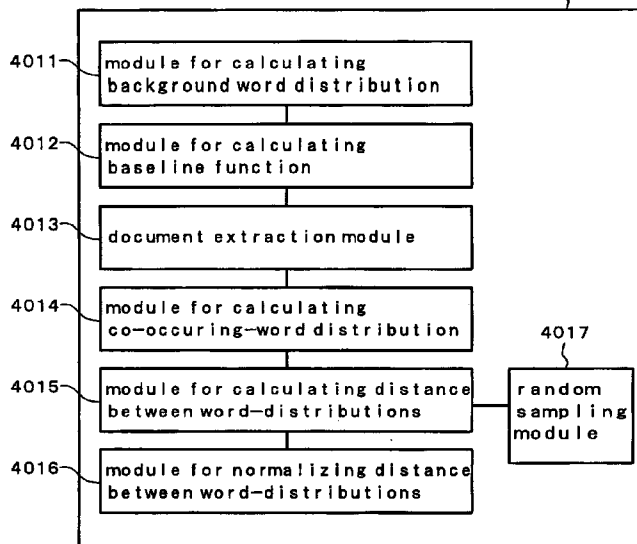 4011
module for calculating
background word distribution
4012
module for calculating
baseline function
4013
document extraction module
4014
module for calculating
co-occuring-word distribution
4017
4015
module for calculating distance
between word-distributions
random
sampling
module
4016
module for normalizing distance
between word-distributions